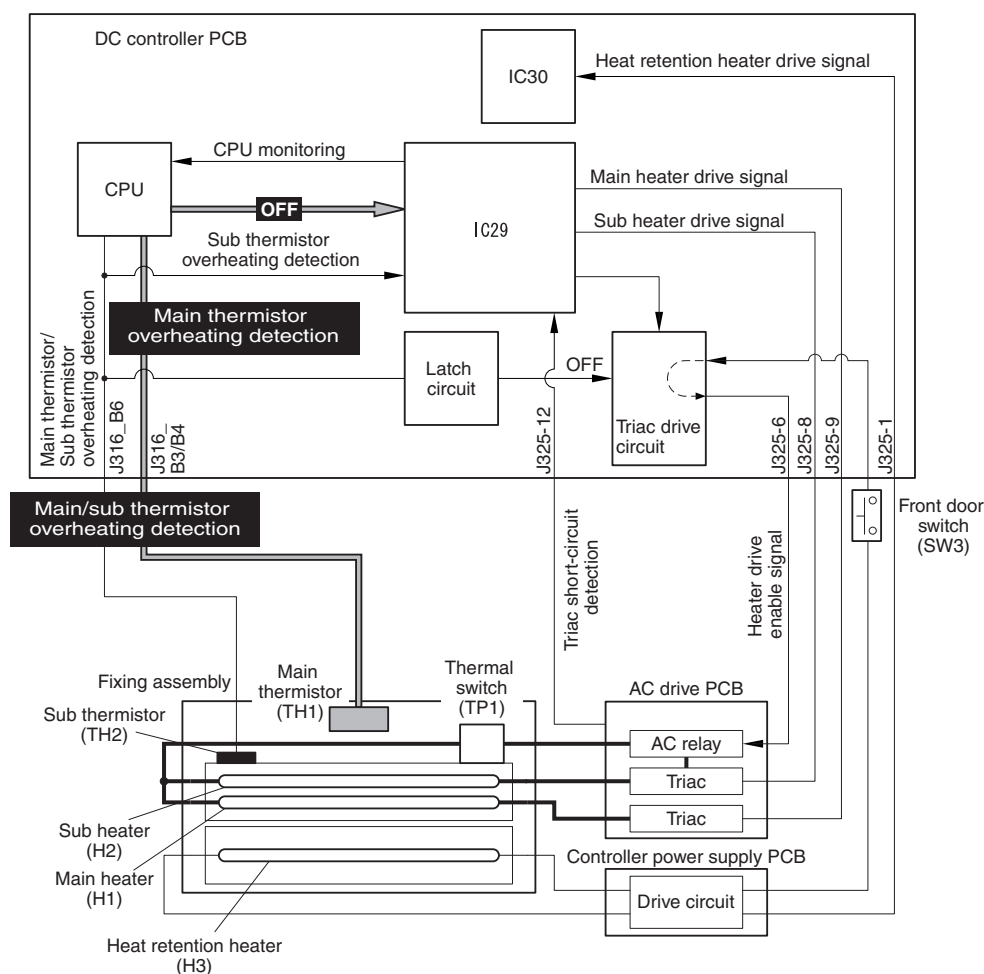 DC controller PCB
IC30
Heat retention heater drive signal
CPU
CPU monitoring
OFF
IC29
Main heater drive signal
Sub heater drive signal
Sub thermistor
overheating detection
Main thermistor
overheating detection
Main thermistor/
Sub thermistor
overheating detection
J316_B6
J316_
B3/B4
Latch
circuit
OFF
Triac drive
circuit
J325-12
J325-6
J325-8
J325-9
J325-1
Main/sub thermistor
overheating detection
Front door
switch
(SW3)
Triac short-circuit
detection
Heater drive
enable signal
Fixing assembly
Main
thermistor
(TH1)
Thermal
switch
(TP1)
AC drive PCB
Sub thermistor
(TH2)
AC relay
Triac
Triac
Sub heater
(H2)
Main heater
(H1)
Controller power supply PCB
Drive circuit
Heat retention heater
(H3)